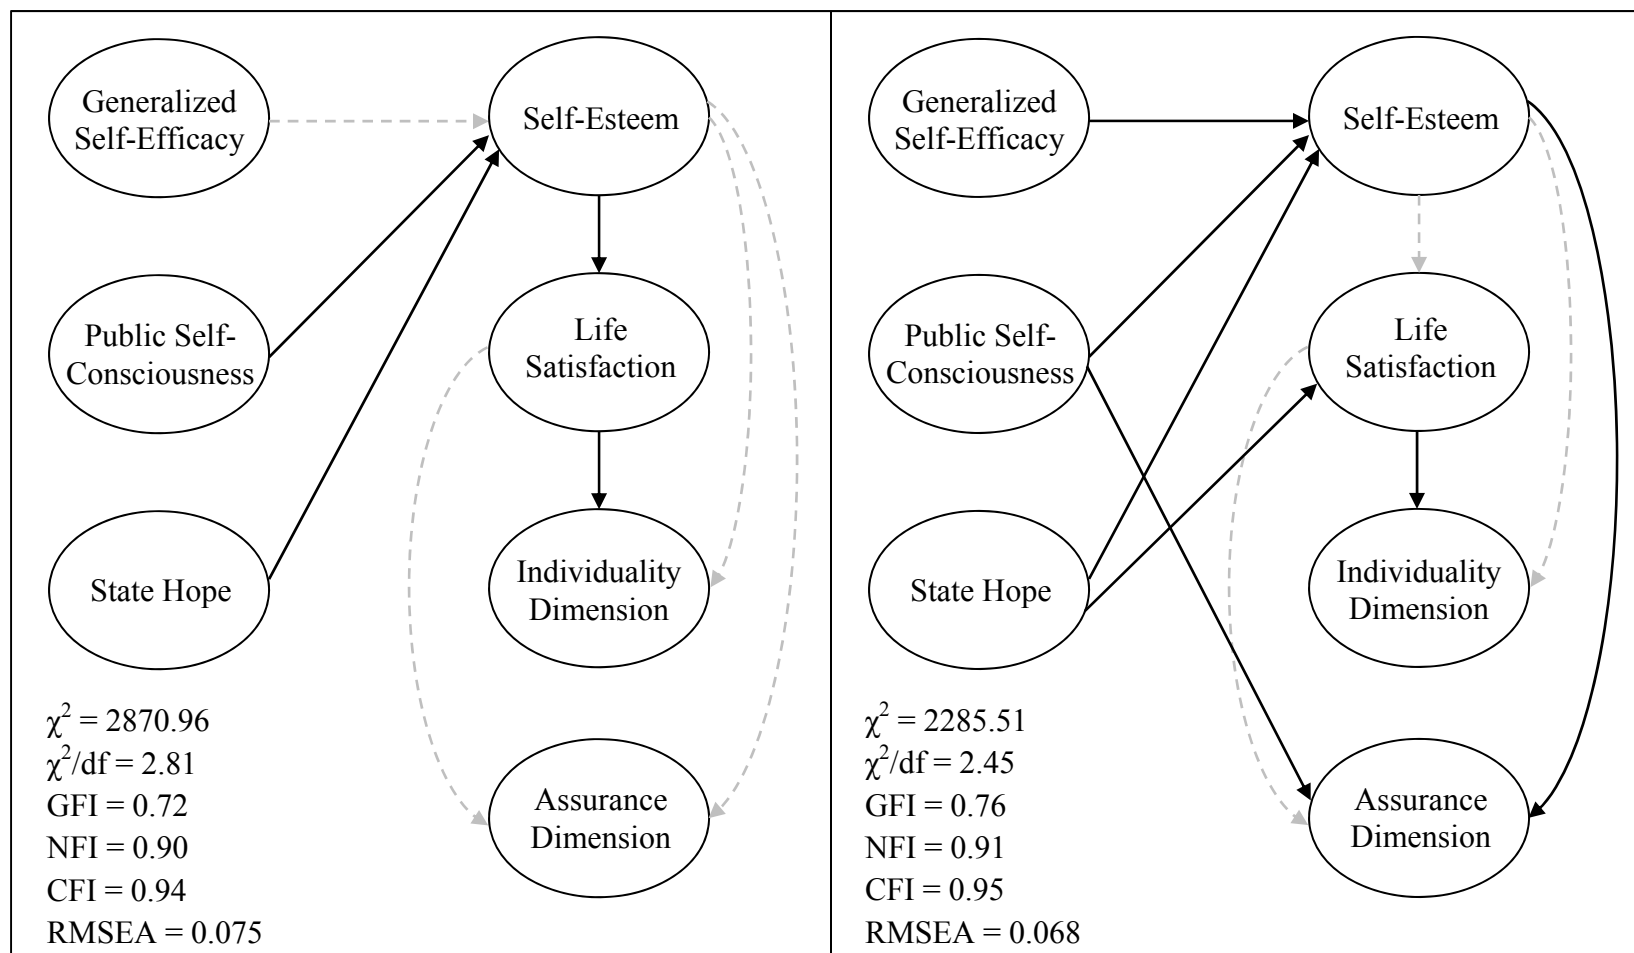 Generalized
Self-Efficacy
Self-Esteem
Public Self-
Consciousness
Life
Satisfaction
State Hope
Individuality
Dimension
Assurance
Dimension
χ² = 2870.96
χ²/df = 2.81
GFI = 0.72
NFI = 0.90
CFI = 0.94
RMSEA = 0.075
Generalized
Self-Efficacy
Self-Esteem
Public Self-
Consciousness
Life
Satisfaction
State Hope
Individuality
Dimension
Assurance
Dimension
χ² = 2285.51
χ²/df = 2.45
GFI = 0.76
NFI = 0.91
CFI = 0.95
RMSEA = 0.068